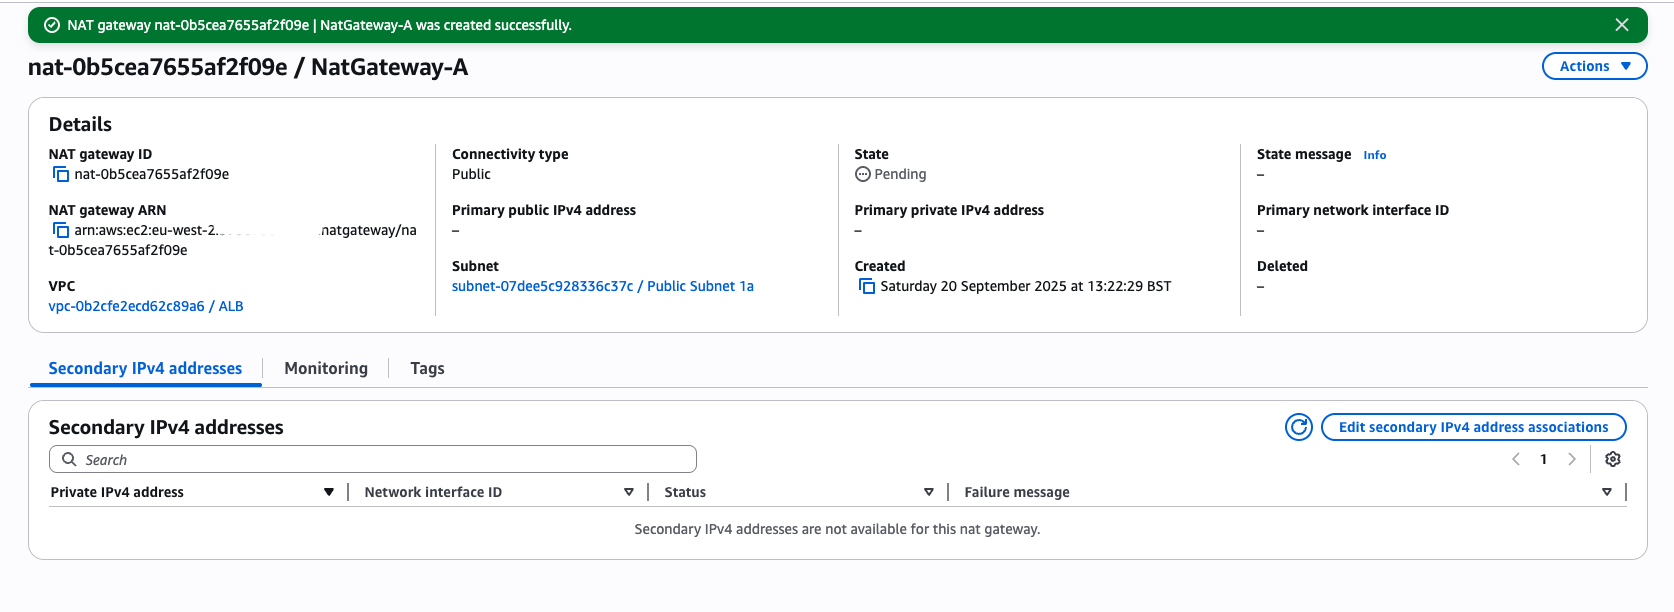 NAT gateway nat-0b5cea7655af2f09e | NatGateway-A was created successfully.
nat-0b5cea7655af2f09e / NatGateway-A
Actions
Details
NAT gateway ID
nat-0b5cea7655af2f09e
Connectivity type
Public
State
Pending
State message Info
–
NAT gateway ARN
arn:aws:ec2:eu-west-2 natgateway/na
t-0b5cea7655af2f09e
Primary public IPv4 address
–
Primary private IPv4 address
–
Primary network interface ID
–
VPC
vpc-0b2cfe2ecd62c89a6 / ALB
Subnet
subnet-07dee5c928336c37c / Public Subnet 1a
Created
Saturday 20 September 2025 at 13:22:29 BST
Deleted
–
Secondary IPv4 addresses Monitoring Tags
Secondary IPv4 addresses
Edit secondary IPv4 address associations
Search
1
Private IPv4 address Network interface ID Status Failure message
Secondary IPv4 addresses are not available for this nat gateway.